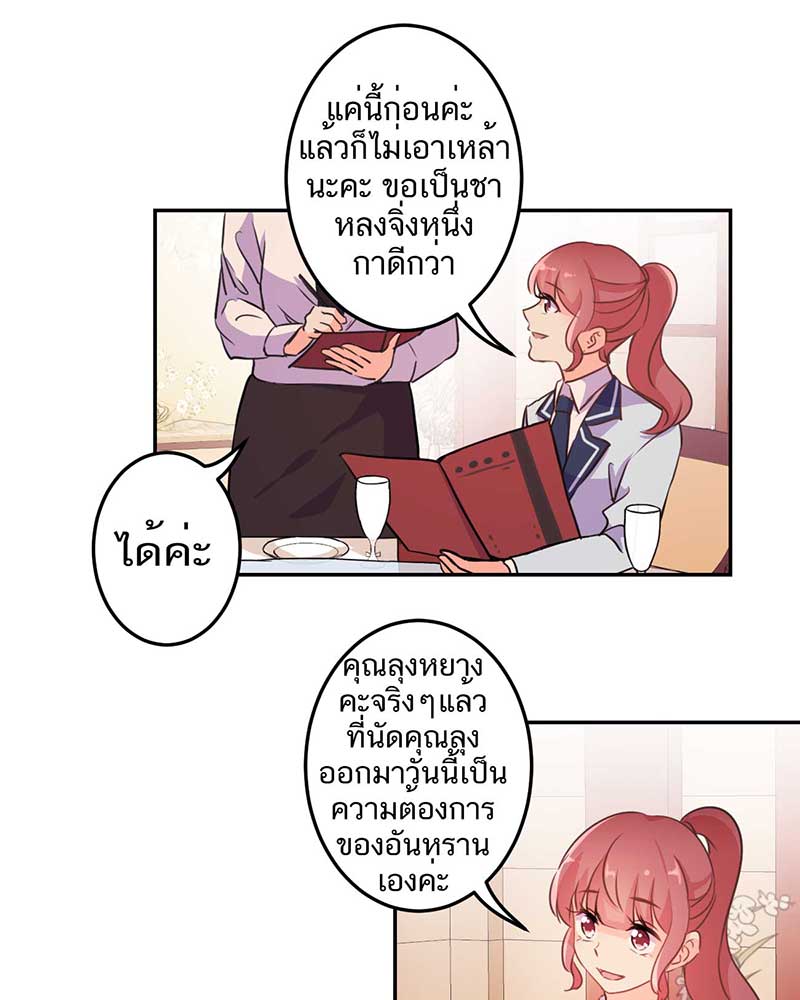 แค่นี้ก่อนค่ะ
แล้วก็ไม่เอาเหล้า
นะคะ ขอเป็นชา
หลงจิ่งหนึ่ง
กาดีกว่า
ได้ค่ะ
คุณลุงหยาง
คะจริงๆแล้ว
ที่นัดคุณลุง
ออกมาวันนี้เป็น
ความต้องการ
ของอันหราน
เองค่ะ